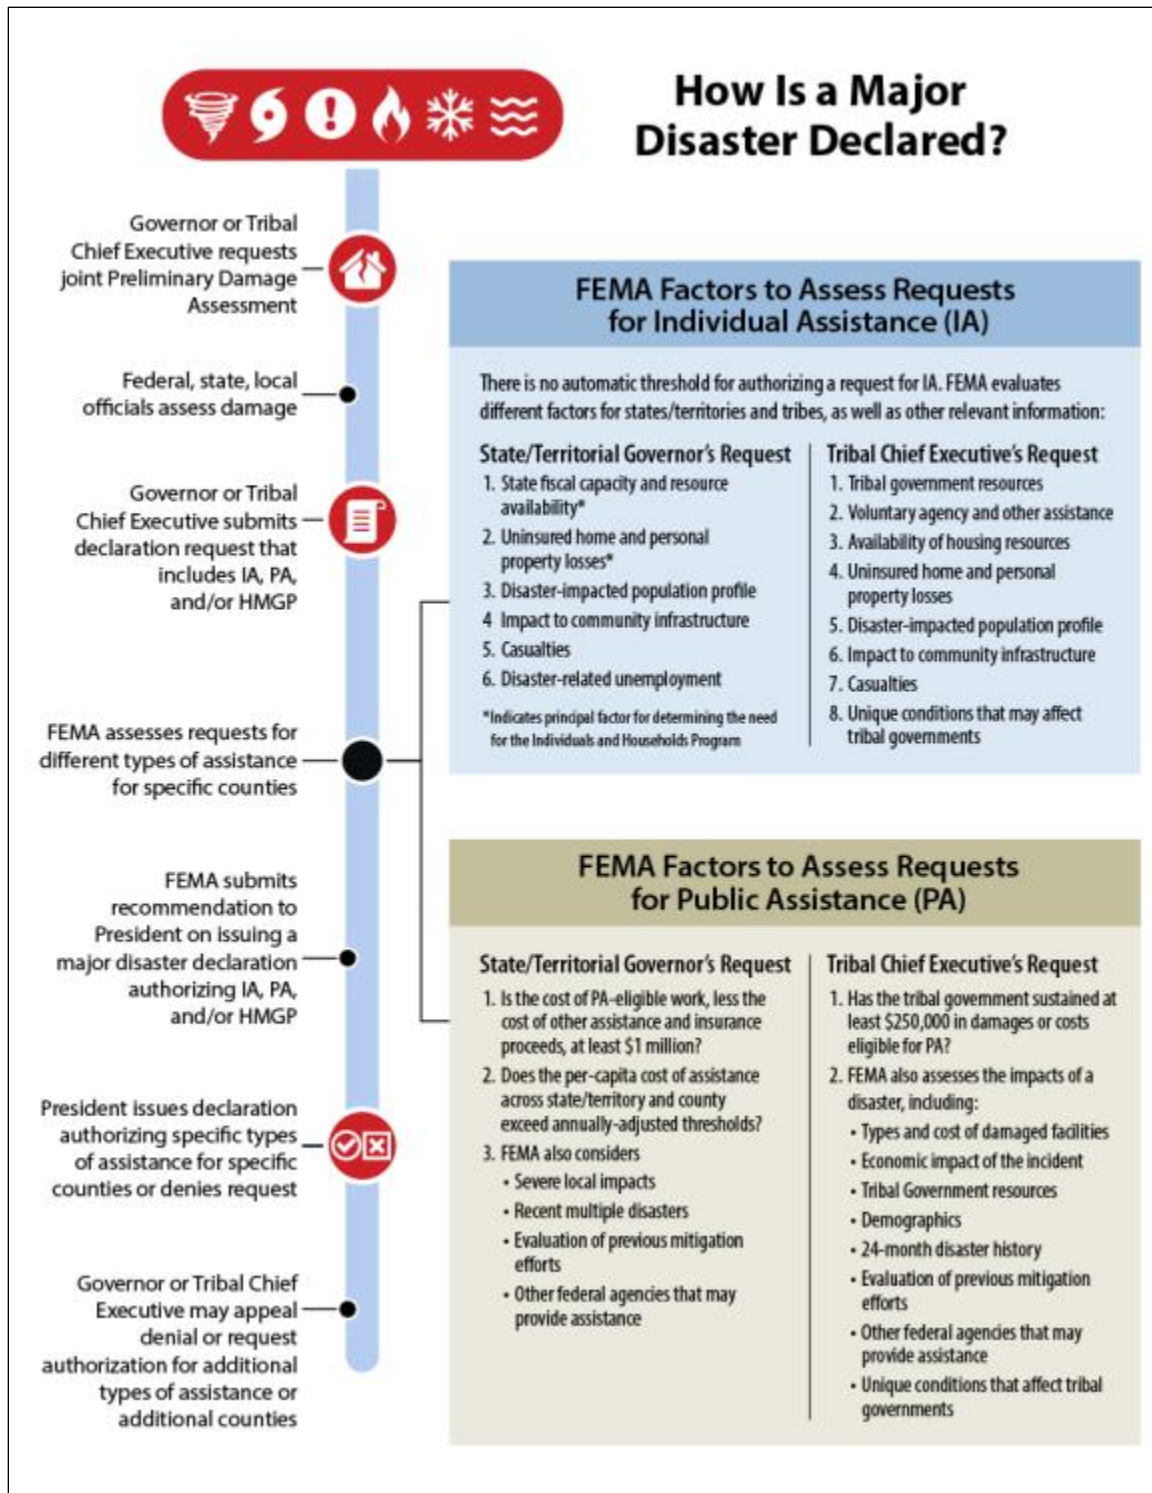 How Is a Major
Disaster Declared?
Governor or Tribal
Chief Executive requests
joint Preliminary Damage
Assessment
Federal, state, local
officials assess damage
Governor or Tribal
Chief Executive submits
declaration request that
includes IA, PA,
and/or HMGP
FEMA assesses requests for
different types of assistance
for specific counties
FEMA submits
recommendation to
President on issuing a
major disaster declaration
authorizing IA, PA,
and/or HMGP
President issues declaration
authorizing specific types
of assistance for specific
counties or denies request
Governor or Tribal Chief
Executive may appeal
denial or request
authorization for additional
types of assistance or
additional counties
FEMA Factors to Assess Requests
for Individual Assistance (IA)
There is no automatic threshold for authorizing a request for IA. FEMA evaluates
different factors for states/territories and tribes, as well as other relevant information:
State/Territorial Governor's Request
1. State fiscal capacity and resource
availability*
2. Uninsured home and personal
property losses*
3. Disaster-impacted population profile
4 Impact to community infrastructure
5. Casualties
6. Disaster-related unemployment
*Indicates principal factor for determining the need
for the Individuals and Households Program
Tribal Chief Executive's Request
1. Tribal government resources
2. Voluntary agency and other assistance
3. Availability of housing resources
4. Uninsured home and personal
property losses
5. Disaster-impacted population profile
6. Impact to community infrastructure
7. Casualties
8. Unique conditions that may affect
tribal governments
FEMA Factors to Assess Requests
for Public Assistance (PA)
State/Territorial Governor's Request
1. Is the cost of PA-eligible work, less the
cost of other assistance and insurance
proceeds, at least $1 million?
2. Does the per-capita cost of assistance
across state/territory and county
exceed annually-adjusted thresholds?
3. FEMA also considers
• Severe local impacts
• Recent multiple disasters
• Evaluation of previous mitigation
efforts
• Other federal agencies that may
provide assistance
Tribal Chief Executive's Request
1. Has the tribal government sustained at
least $250,000 in damages or costs
eligible for PA?
2. FEMA also assesses the impacts of a
disaster, including:
• Types and cost of damaged facilities
• Economic impact of the incident
• Tribal Government resources
• Demographics
• 24-month disaster history
• Evaluation of previous mitigation
efforts
• Other federal agencies that may
provide assistance
• Unique conditions that affect tribal
governments